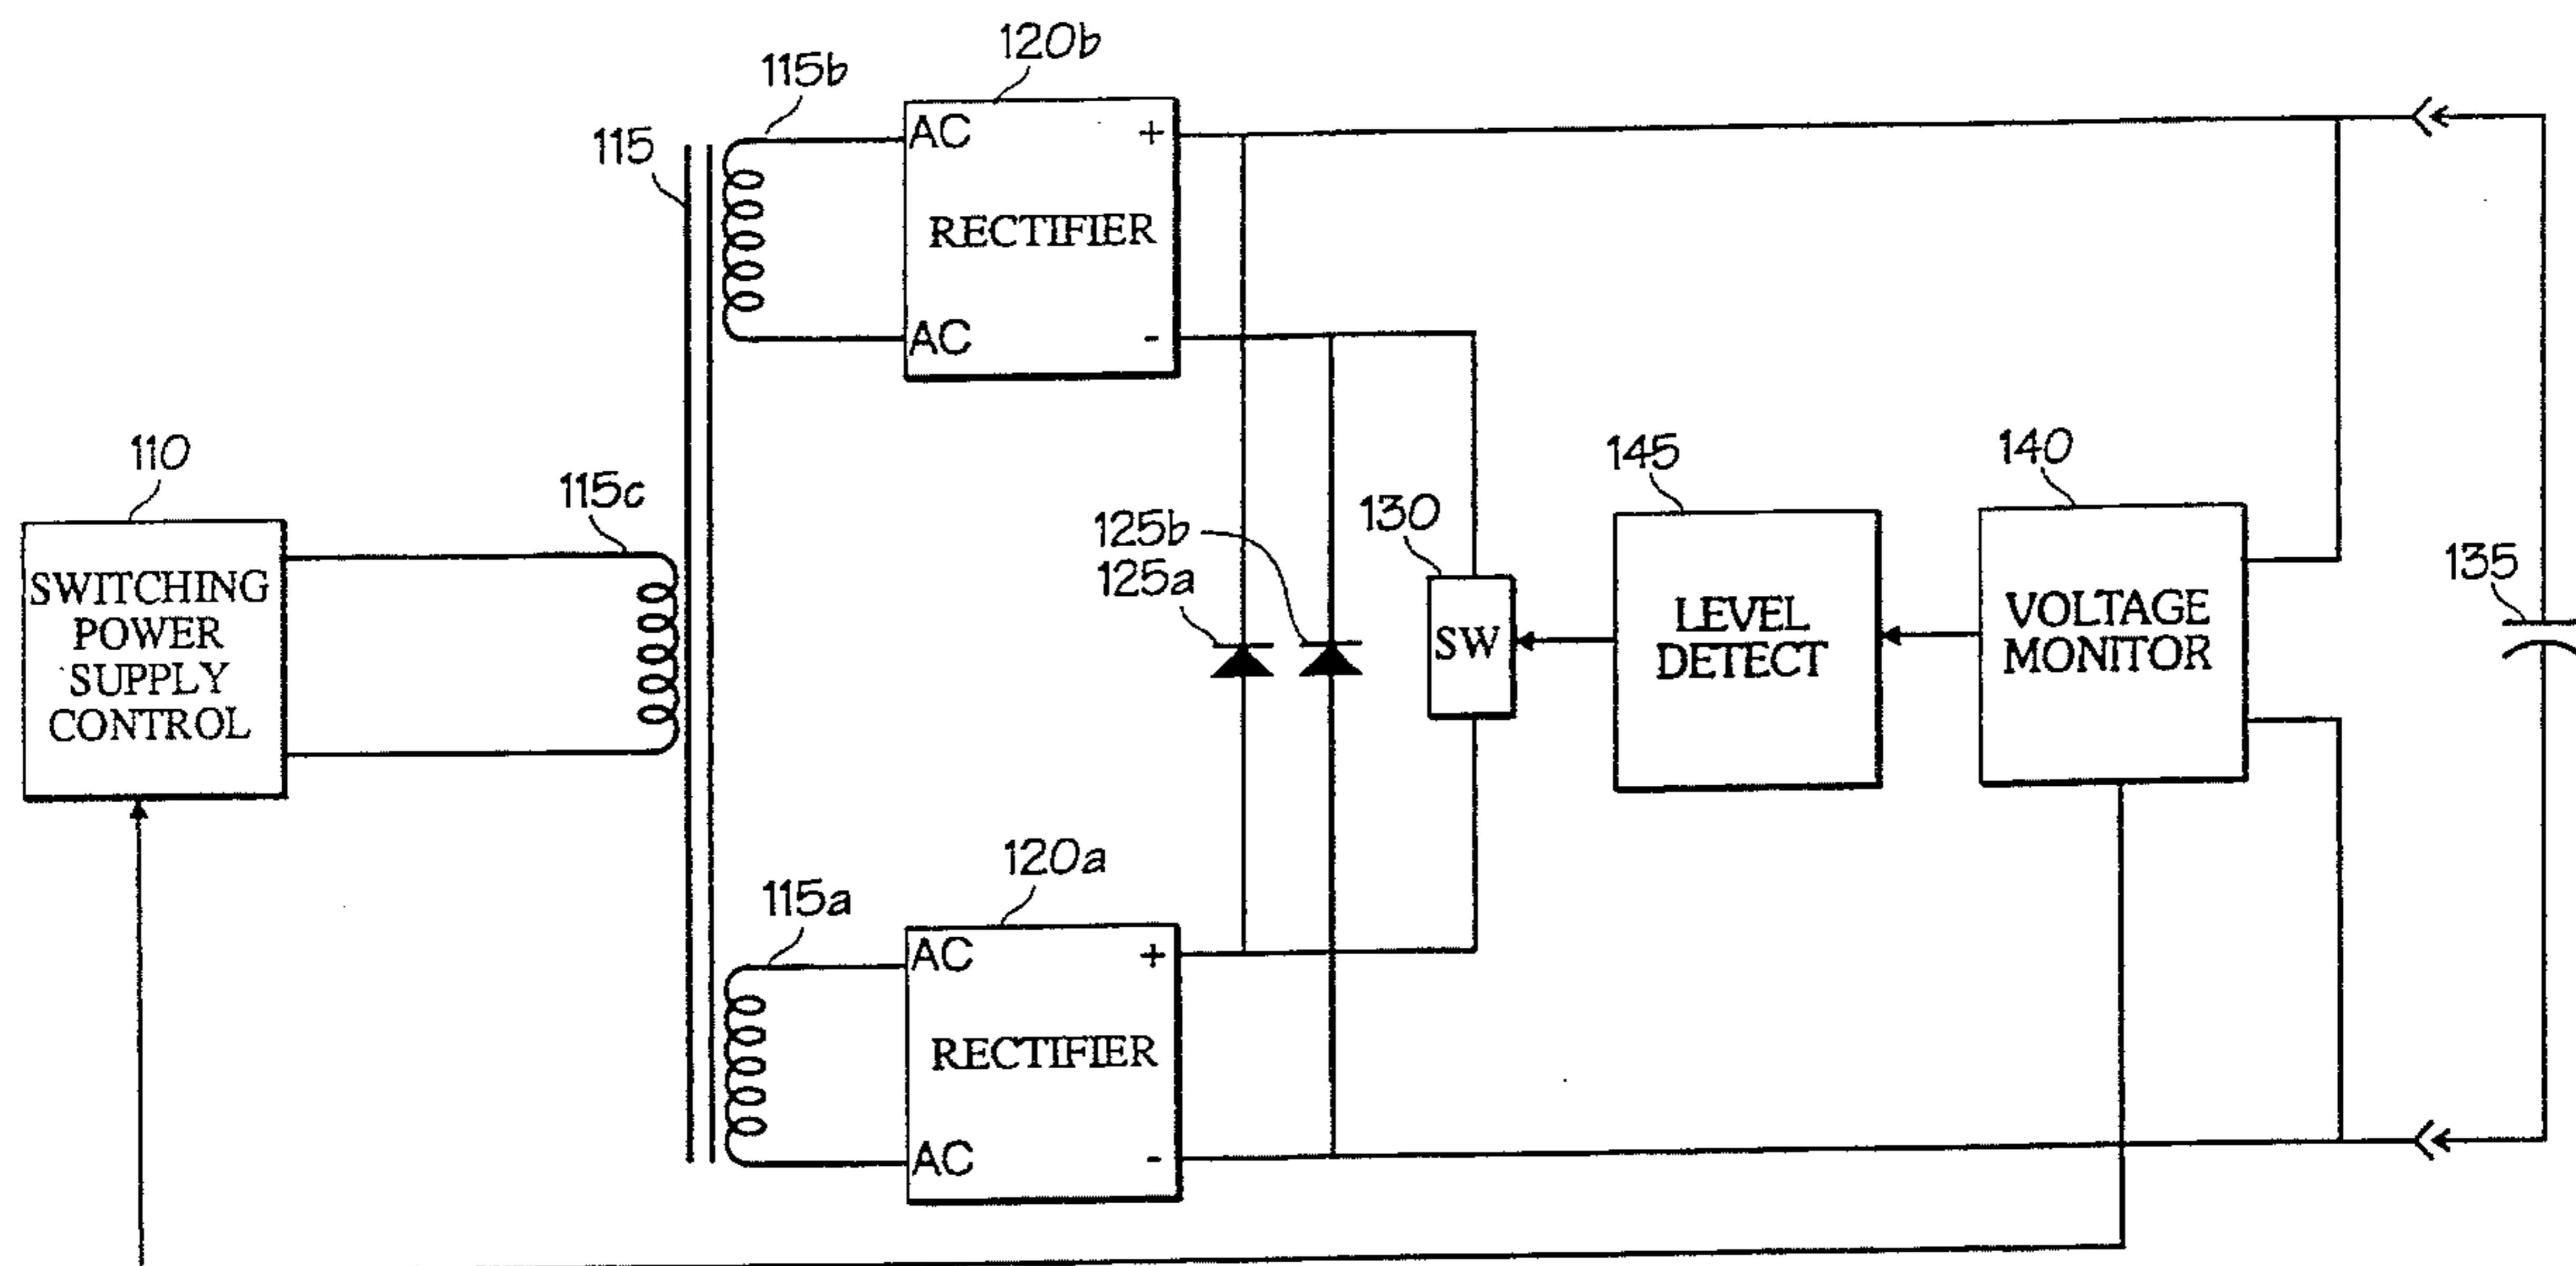 120b
115b
AC
+
115
RECTIFIER
AC
-
110
115c
145
140
130
125b
125a
135
SWITCHING
POWER
SUPPLY
CONTROL
SW
LEVEL
DETECT
VOLTAGE
MONITOR
120a
115a
AC
+
RECTIFIER
AC
-